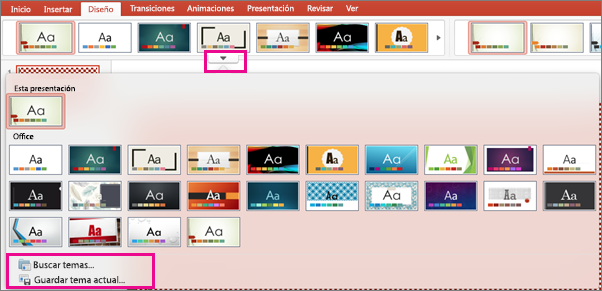 Inicio Insertar Diseño Transiciones Animaciones Presentación Revisar Ver
Aa Aa Aa Aa Aa Aa Aa
1
Esta presentación
Aa
Office
Aa Aa Aa Aa Aa Aa Aa Aa Aa Aa
Aa Aa Aa Aa Aa Aa Aa Aa Aa Aa
Aa Aa Aa Aa
Buscar temas...
Guardar tema actual...